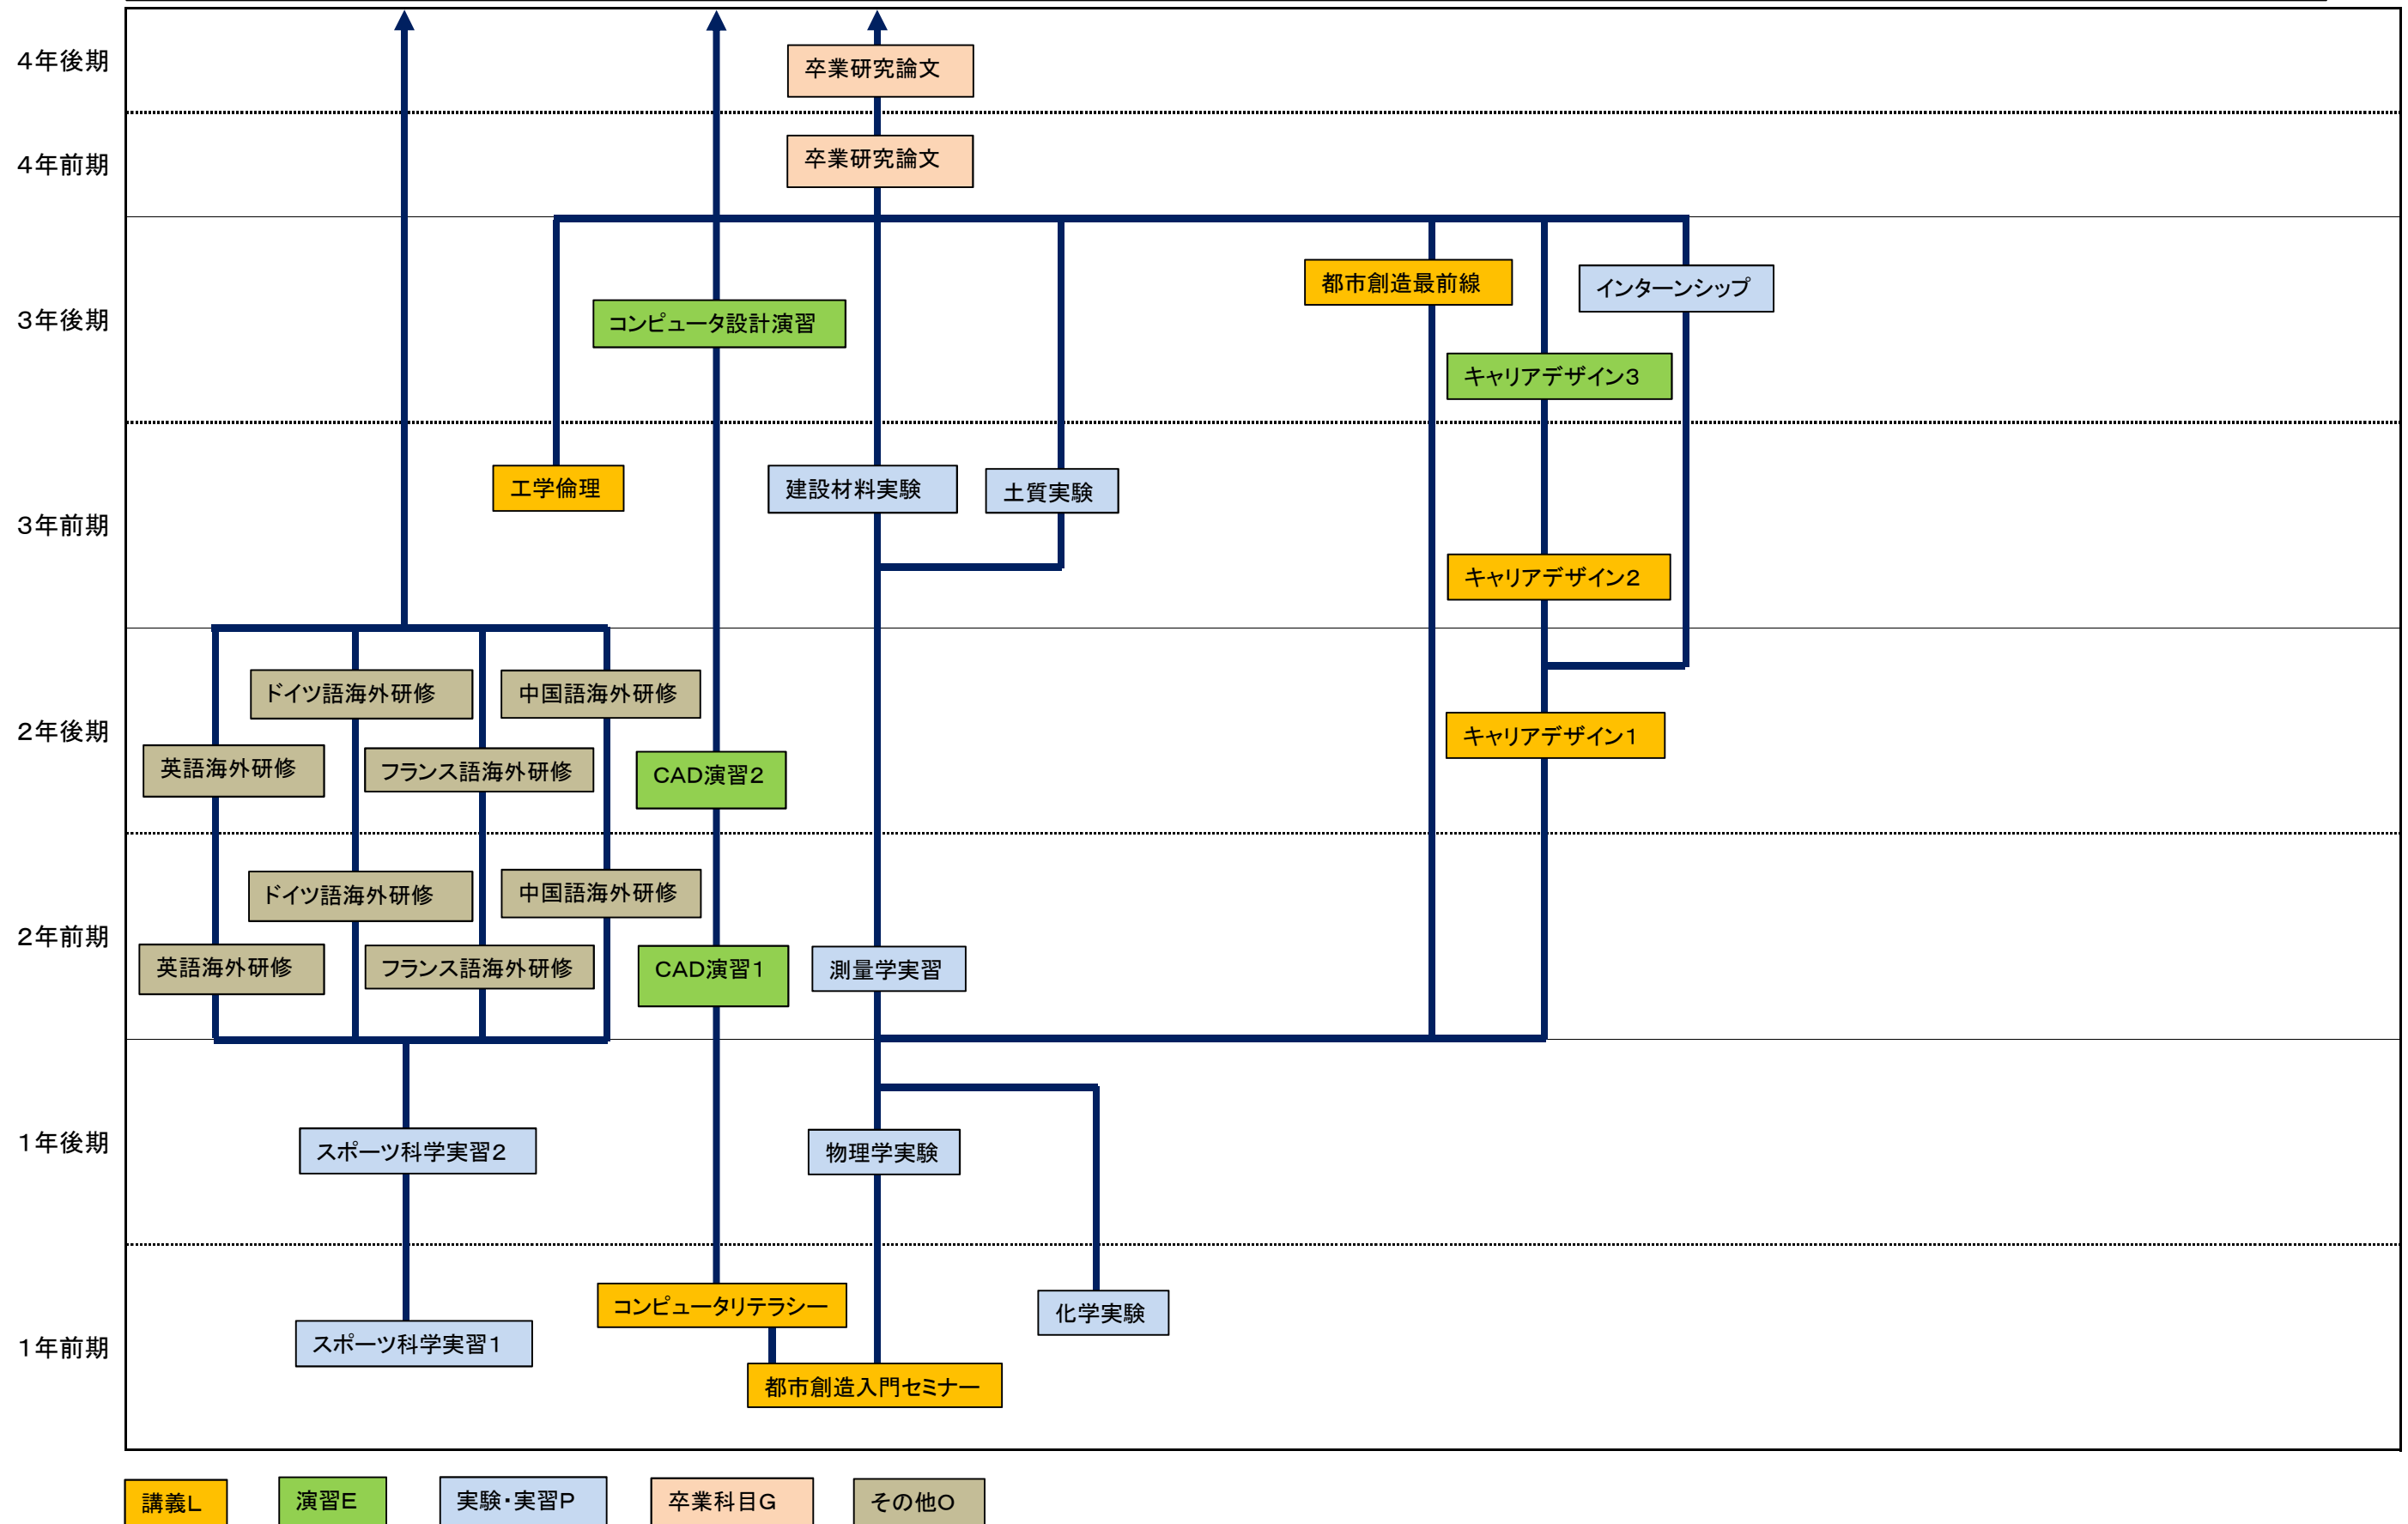 4年後期
卒業研究論文
4年前期
卒業研究論文
3年後期
都市創造最前線
インターンシップ
コンピュータ設計演習
キャリアデザイン3
3年前期
工学倫理
建設材料実験
土質実験
キャリアデザイン2
2年後期
ドイツ語海外研修
中国語海外研修
キャリアデザイン1
英語海外研修
フランス語海外研修
CAD演習2
2年前期
ドイツ語海外研修
中国語海外研修
英語海外研修
フランス語海外研修
CAD演習1
測量学実習
1年後期
スポーツ科学実習2
物理学実験
1年前期
コンピュータリテラシー
化学実験
スポーツ科学実習1
都市創造入門セミナー
講義L
演習E
実験・実習P
卒業科目G
その他O